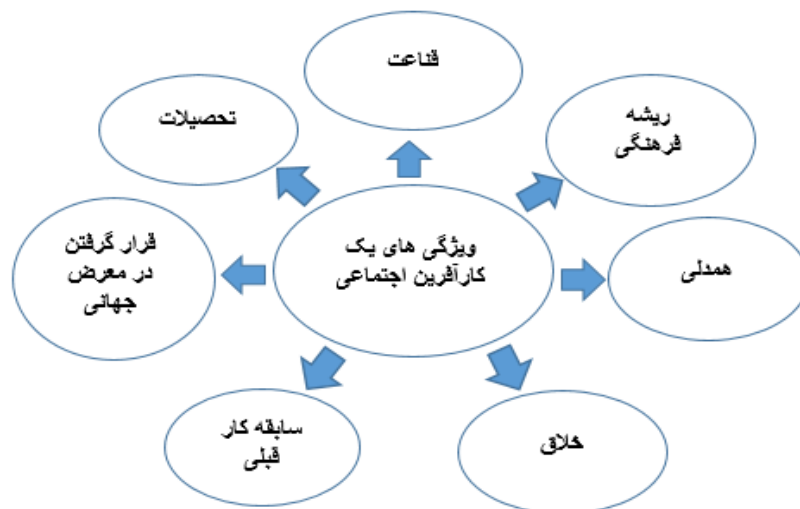 قناعت
ریشه
فرهنگی
تحصیلات
ویژگی های یک
کارآفرین اجتماعی
همدلی
قرار گرفتن
در معرض
جهانی
سابقه کار
قبلی
خلاق